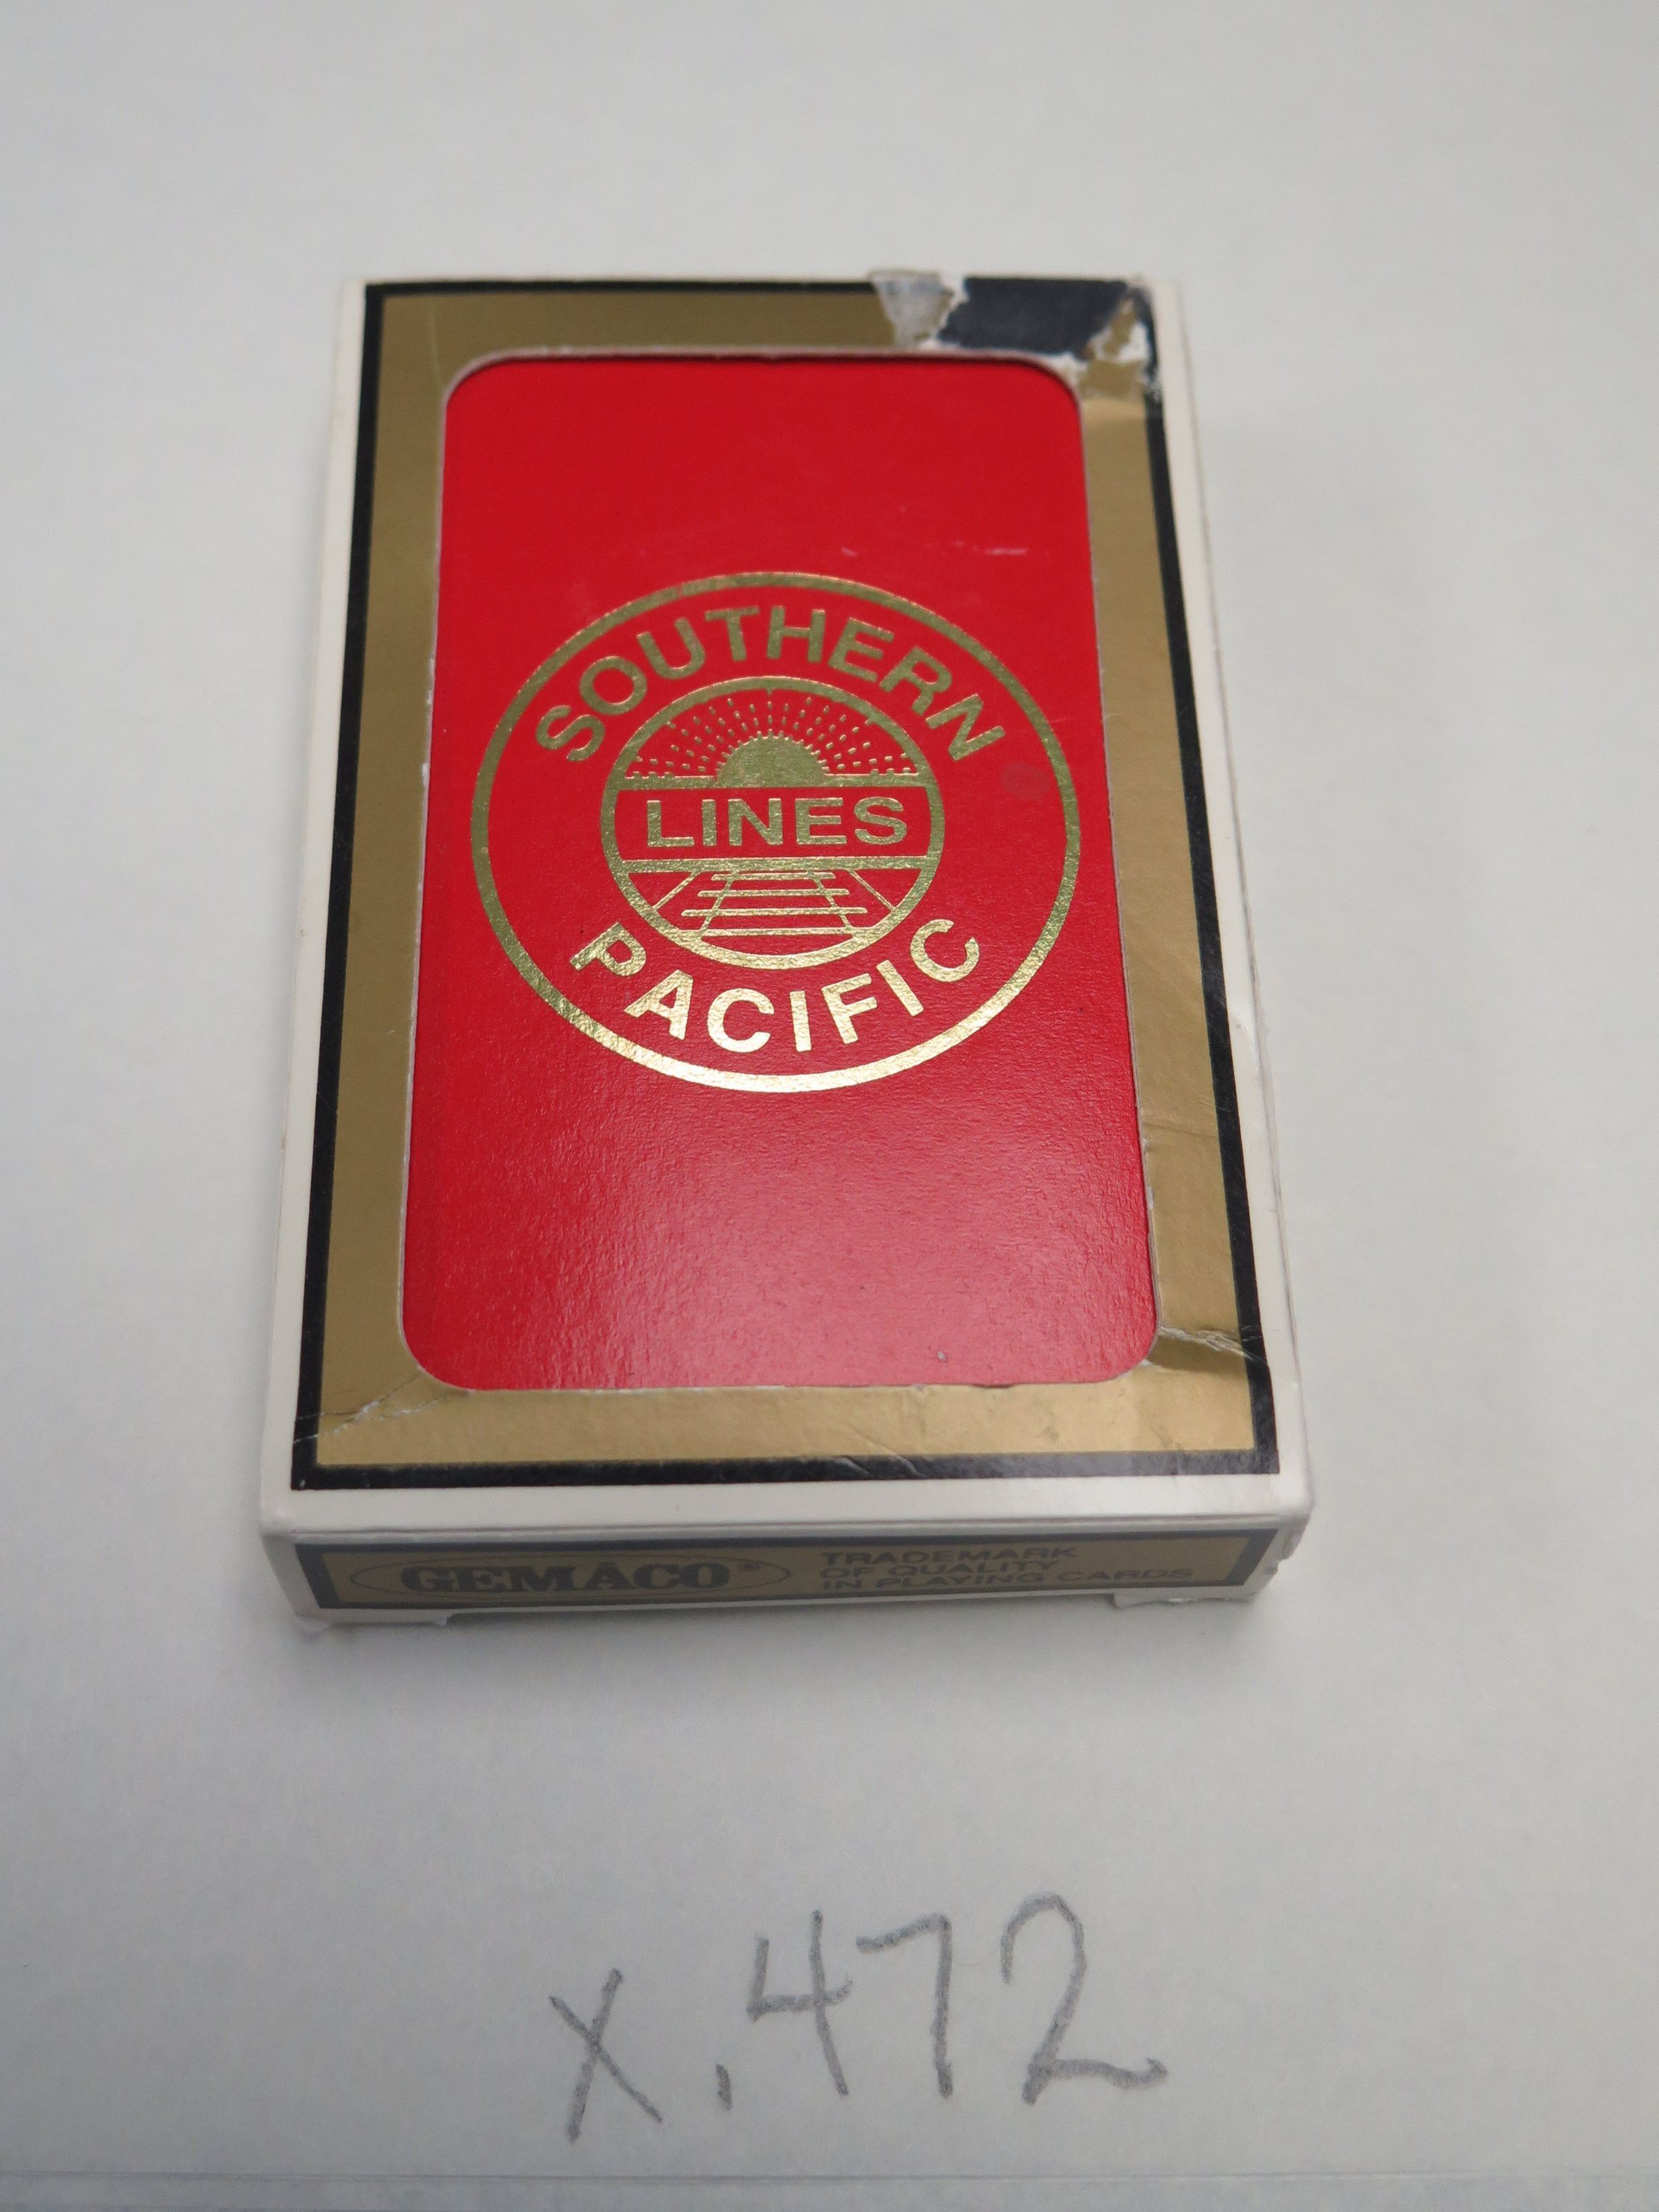 SOUTHERN
LINES
PACIFIC
GEMACO®
TRADEMARK
OF QUALITY
IN PLAYING CARDS
X.472